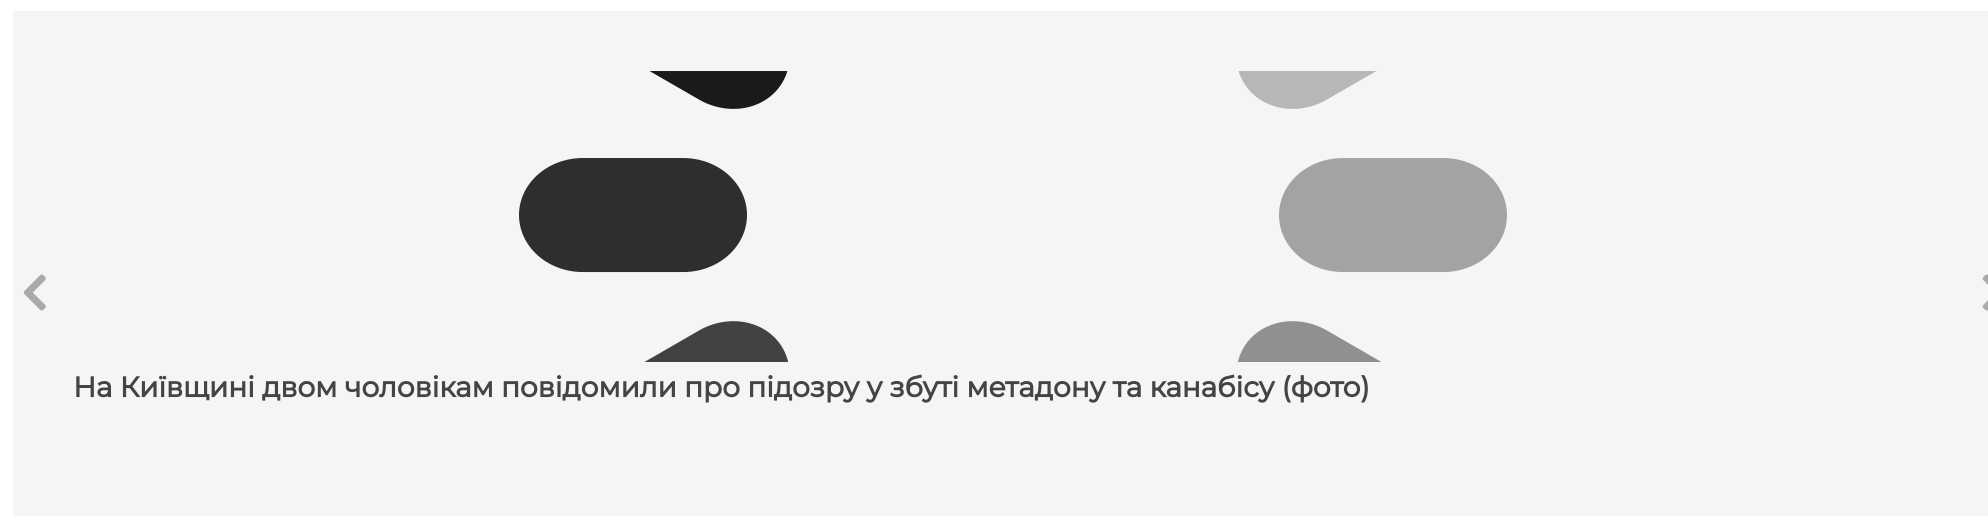 На Київщині двом чоловікам повідомили про підозру у збуті метадону та канабісу (фото)